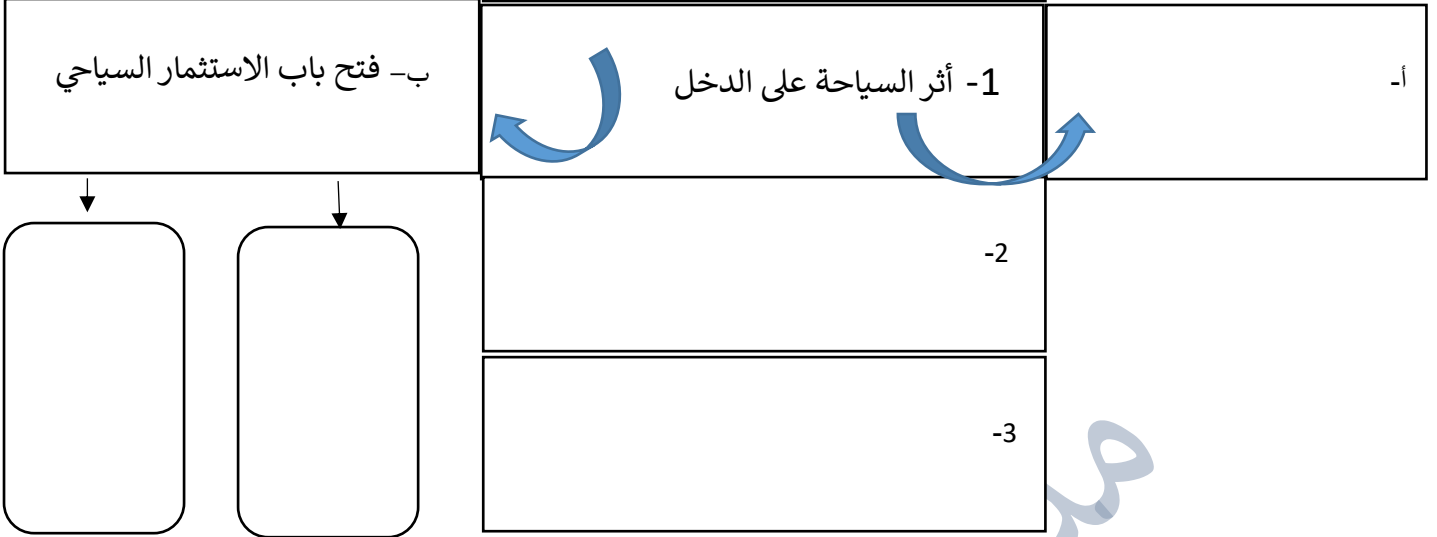 أ-
1- أثر السياحة على الدخل
ب– فتح باب الاستثمار السياحي
2-
3-